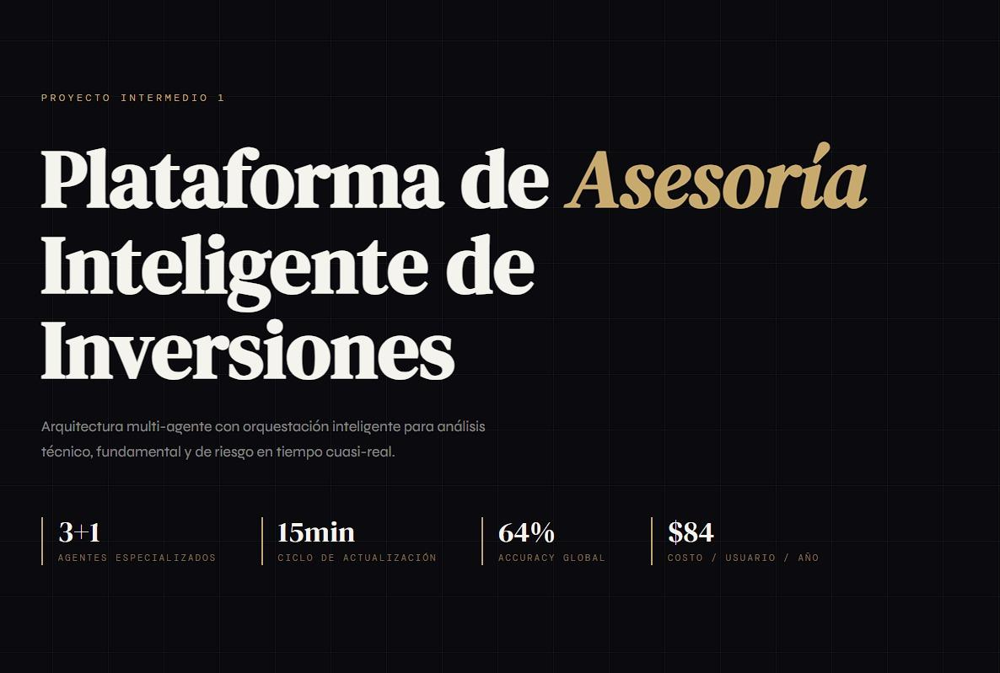 PROYECTO INTERMEDIO 1
Plataforma de Asesoría
Inteligente de
Inversiones
Arquitectura multi-agente con orquestación inteligente para análisis
técnico, fundamental y de riesgo en tiempo cuasi-real.
3+1
AGENTES ESPECIALIZADOS
15min
CICLO DE ACTUALIZACIÓN
64%
ACCURACY GLOBAL
$84
COSTO / USUARIO / AÑO